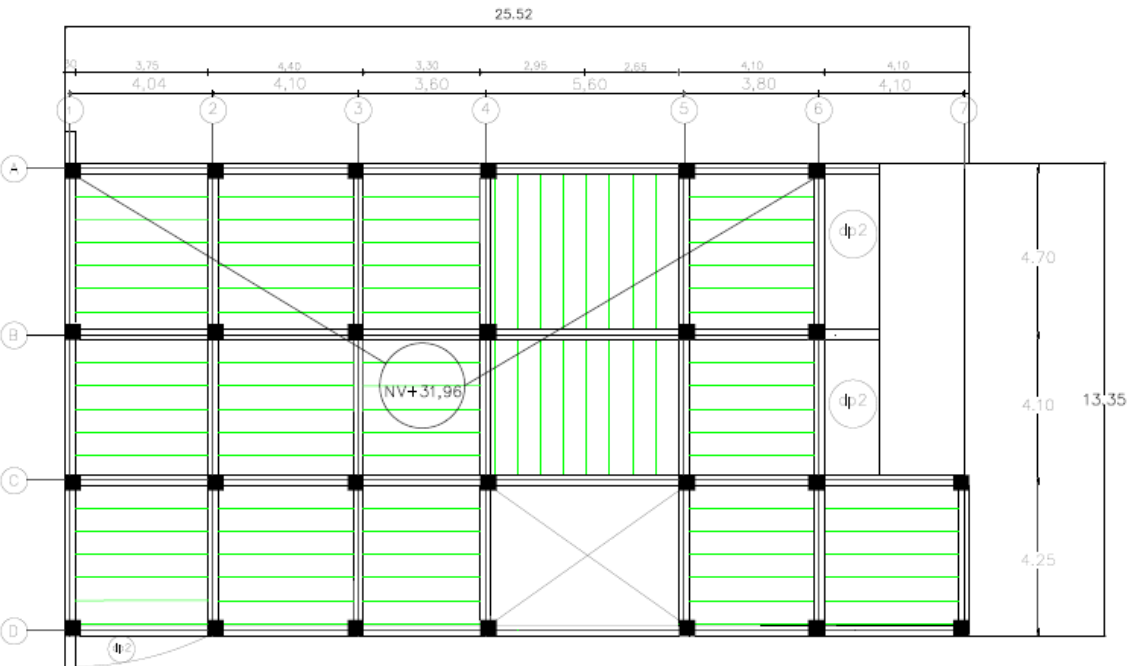 25.52
30 3,75 4,40 3,30 2,95 2,65 4,10 4,10
4,04 4,10 3,60 5,60 3,80 4,10
1 2 3 4 5 6 7
A
dp2
4.70
B
NV+31,96
dp2
4.10
13.35
C
4.25
D
dp2